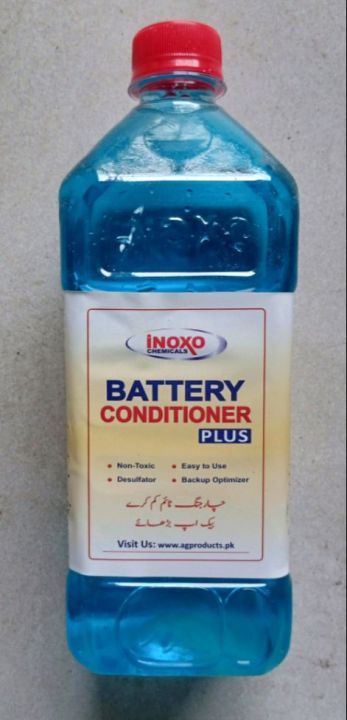 iNOXO
CHEMICALS
BATTERY
CONDITIONER
PLUS
• Non-Toxic • Easy to Use
• Desulfator • Backup Optimizer
چارجنگ ٹائم کم کرے
بیک اپ بڑھائے
Visit Us: www.agproducts.pk